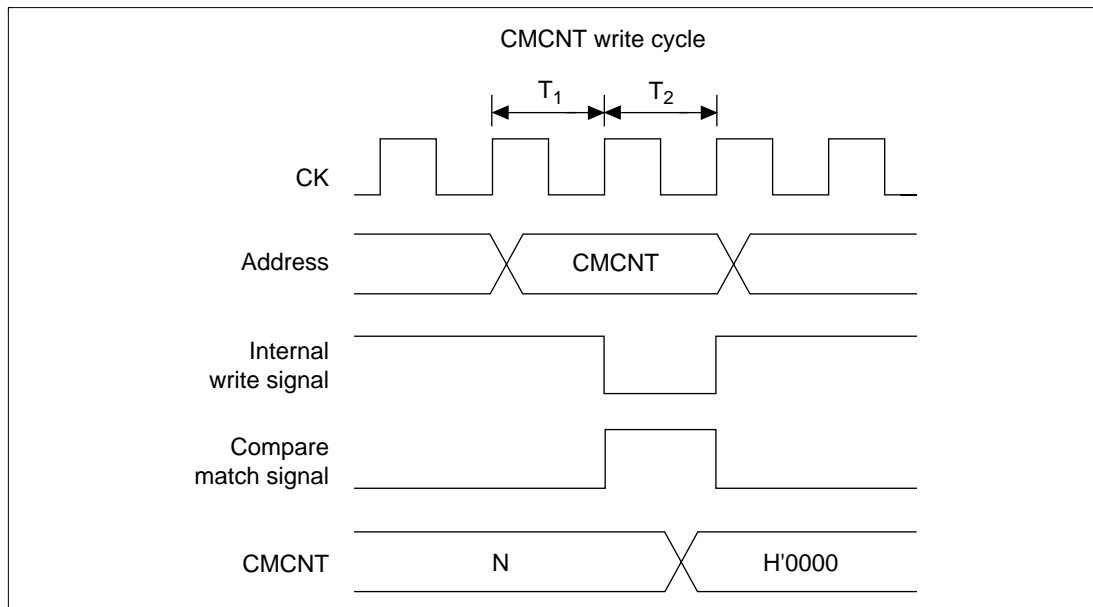 CMCNT write cycle
T1 T2
CK
Address CMCNT
Internal
write signal
Compare
match signal
CMCNT N H'0000